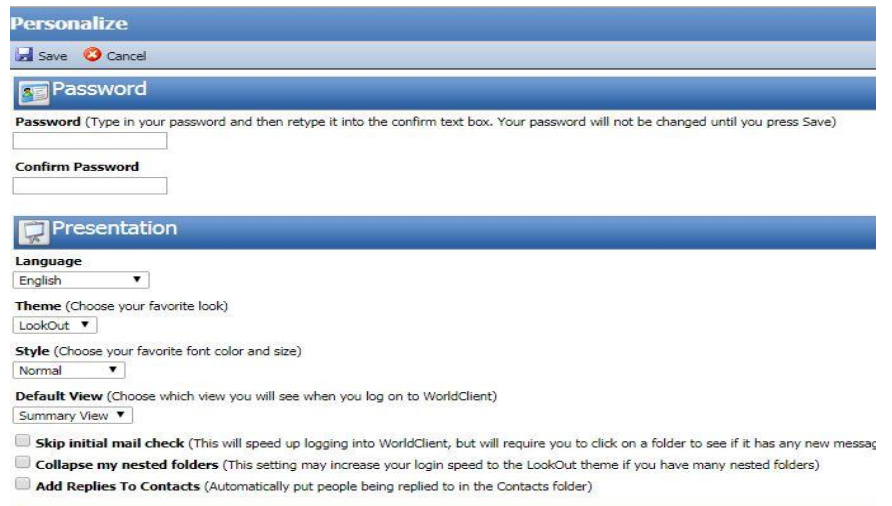 Personalize
Save Cancel
Password
Password (Type in your password and then retype it into the confirm text box. Your password will not be changed until you press Save)
Confirm Password
Presentation
Language
English
Theme (Choose your favorite look)
LookOut
Style (Choose your favorite font color and size)
Normal
Default View (Choose which view you will see when you log on to WorldClient)
Summary View
Skip initial mail check (This will speed up logging into WorldClient, but will require you to click on a folder to see if it has any new messag
Collapse my nested folders (This setting may increase your login speed to the LookOut theme if you have many nested folders)
Add Replies To Contacts (Automatically put people being replied to in the Contacts folder)